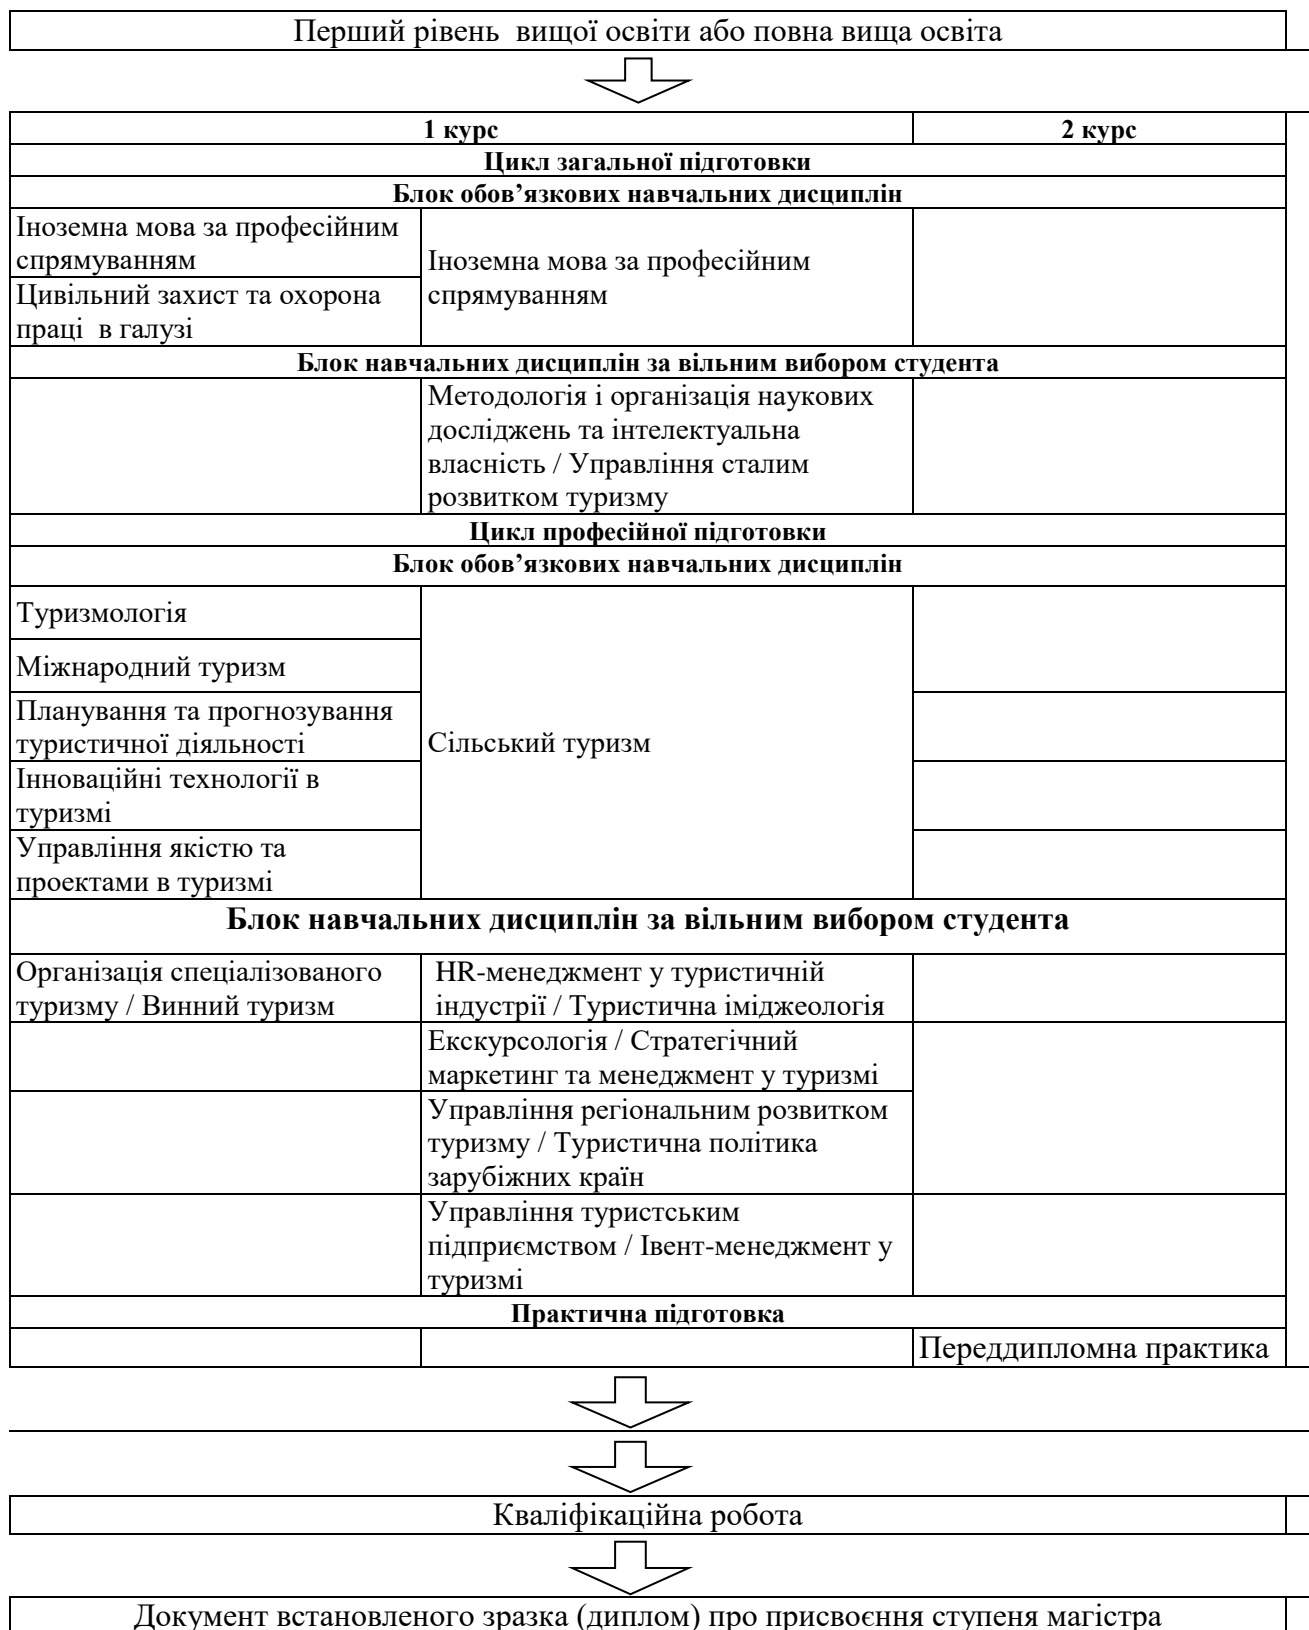 Перший рівень вищої освіти або повна вища освіта
1 курс
2 курс
Цикл загальної підготовки
Блок обов’язкових навчальних дисциплін
Іноземна мова за професійним
спрямуванням
Цивільний захист та охорона
праці в галузі
Іноземна мова за професійним
спрямуванням
Блок навчальних дисциплін за вільним вибором студента
Методологія і організація наукових
досліджень та інтелектуальна
власність / Управління сталим
розвитком туризму
Цикл професійної підготовки
Блок обов’язкових навчальних дисциплін
Туризмологія
Міжнародний туризм
Планування та прогнозування
туристичної діяльності
Інноваційні технології в
туризмі
Управління якістю та
проектами в туризмі
Сільський туризм
Блок навчальних дисциплін за вільним вибором студента
Організація спеціалізованого
туризму / Винний туризм
HR-менеджмент у туристичній
індустрії / Туристична іміджеологія
Екскурсологія / Стратегічний
маркетинг та менеджмент у туризмі
Управління регіональним розвитком
туризму / Туристична політика
зарубіжних країн
Управління туристським
підприємством / Івент-менеджмент у
туризмі
Практична підготовка
Переддипломна практика
Кваліфікаційна робота
Документ встановленого зразка (диплом) про присвоєння ступеня магістра